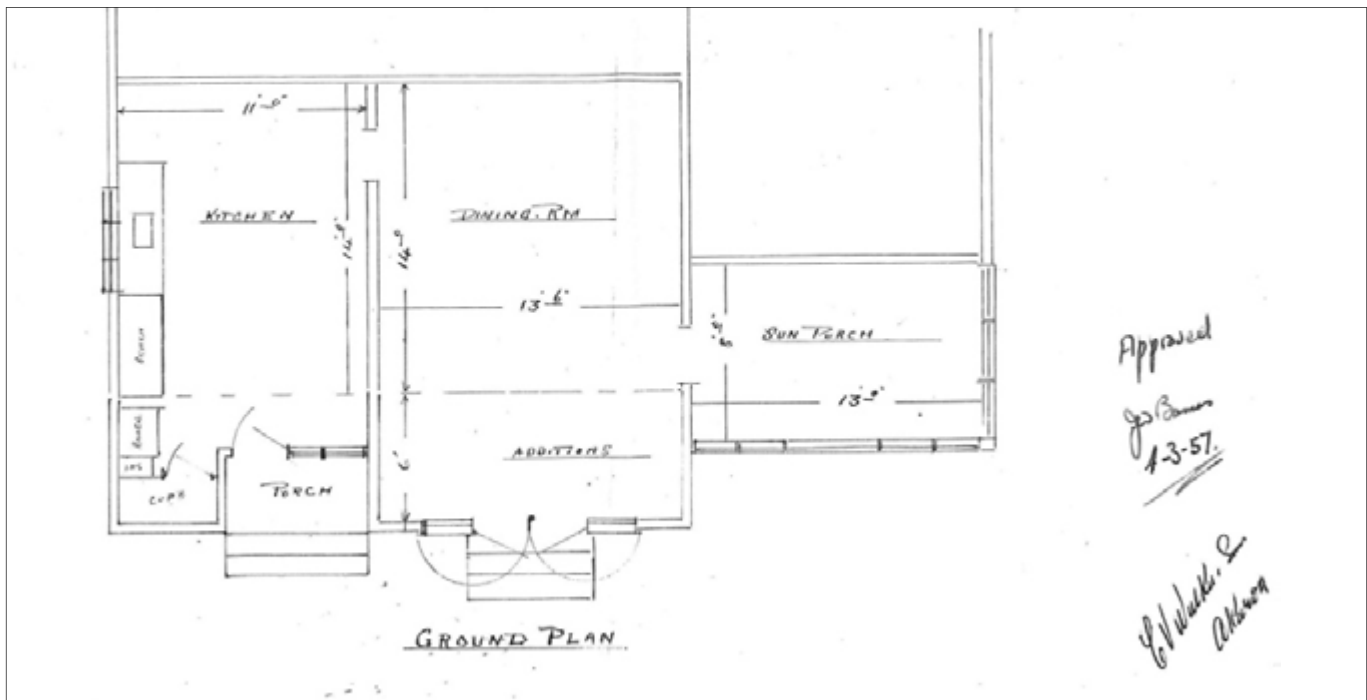 11'-0"
KITCHEN
14'-0"
DINING. RM
14'-0"
13'-6"
SUN PORCH
13'-0"
6'
ADDITIONS
PORCH
CUPB
GROUND PLAN
Approved
1-3-57.